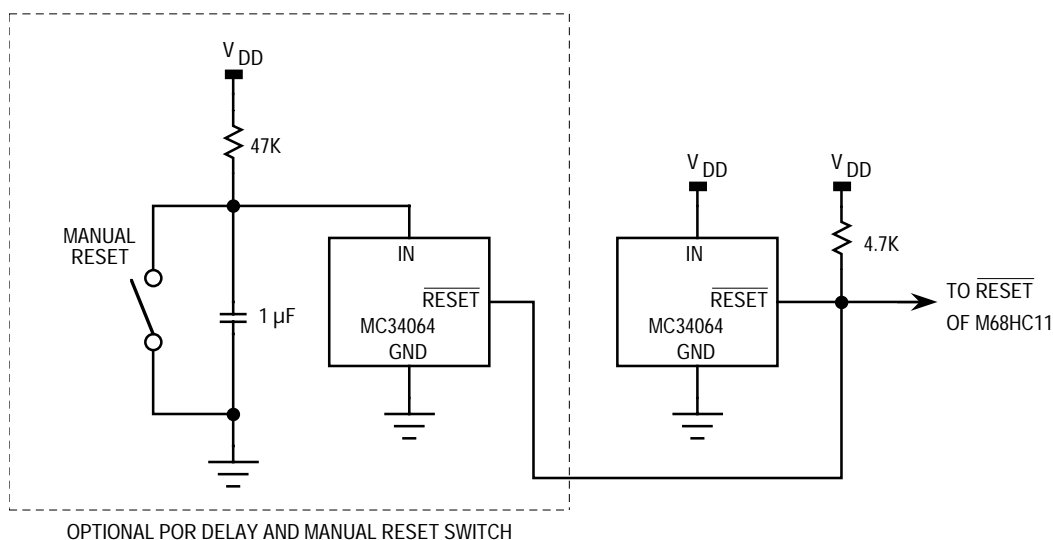 V DD
47K
MANUAL
RESET
1 µF
IN
RESET
MC34064
GND
V DD
V DD
4.7K
IN
RESET
MC34064
GND
TO RESET
OF M68HC11
OPTIONAL POR DELAY AND MANUAL RESET SWITCH